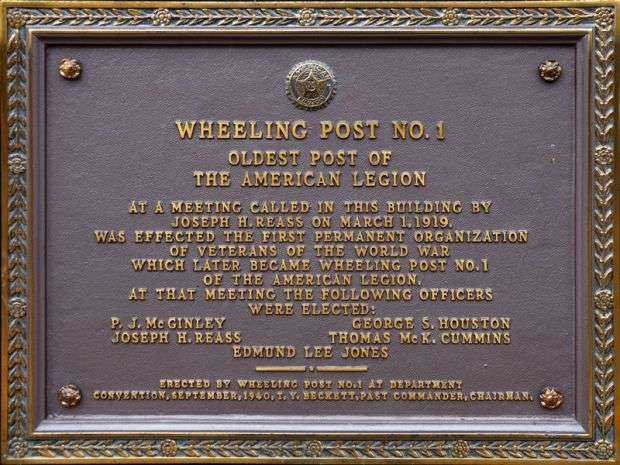 WHEELING POST NO. 1
OLDEST POST OF
THE AMERICAN LEGION
AT A MEETING CALLED IN THIS BUILDING BY
JOSEPH H. REASS ON MARCH 1, 1919,
WAS EFFECTED THE FIRST PERMANENT ORGANIZATION
OF VETERANS OF THE WORLD WAR
WHICH LATER BECAME WHEELING POST NO. 1
OF THE AMERICAN LEGION.
AT THAT MEETING THE FOLLOWING OFFICERS
WERE ELECTED:
P. J. McGINLEY GEORGE S. HOUSTON
JOSEPH H. REASS THOMAS McK. CUMMINS
EDMUND LEE JONES
ERECTED BY WHEELING POST NO. 1 AT DEPARTMENT
CONVENTION, SEPTEMBER, 1940, T. Y. BECKETT, PAST COMMANDER, CHAIRMAN.